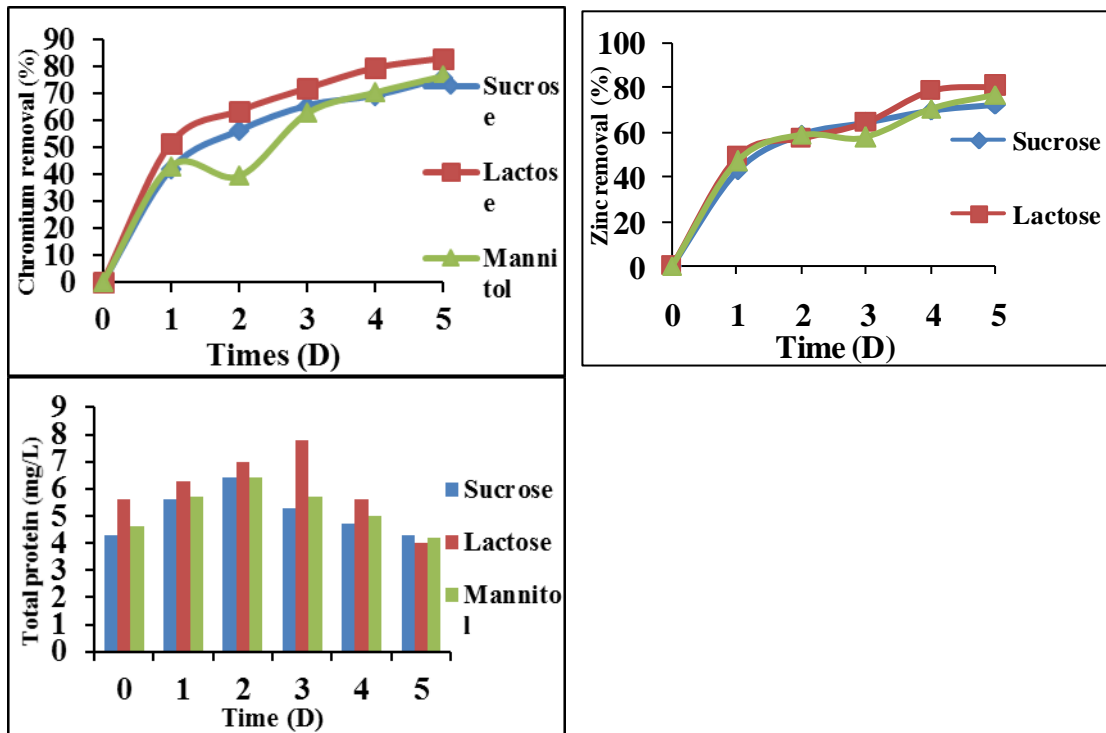 Chromium removal (%)
90
80
70
60
50
40
30
20
10
0
0 1 2 3 4 5
Times (D)
Sucros
e
Lactos
e
Manni
tol
Zinc removal (%)
100
80
60
40
20
0
0 1 2 3 4 5
Time (D)
Sucrose
Lactose
Total protein (mg/L)
9
8
7
6
5
4
3
2
1
0
0 1 2 3 4 5
Time (D)
Sucrose
Lactose
Mannito
l